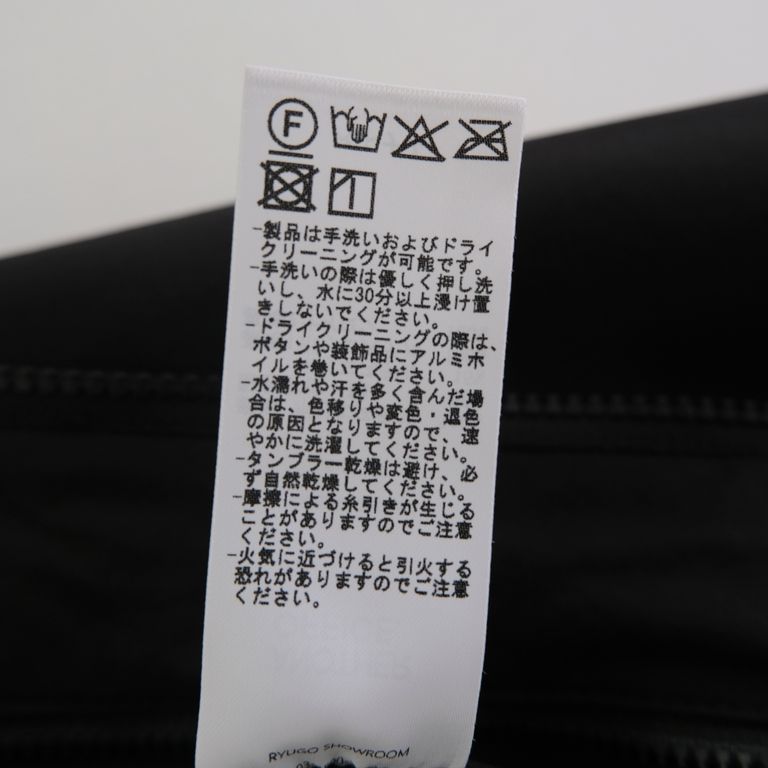 F
-製品は手洗いおよびドライ
クリーニングが可能です。
-手洗いの際は優しく押し洗
いし、水に30分以上浸け置
きしないでください。
-ドライクリーニングの際は、
ボタンや装飾品にアルミホ
イルを巻いてください。
-水濡れや汗を多く含んだ場
合は、色移りや変色・退色
の原因となりますので、速
やかに洗濯してください。
-タンブラー乾燥は避け、必
ず自然乾燥してください。
-摩擦による糸引きが生じる
ことがありますのでご注意
ください。
-火気に近づけると引火する
恐れがありますのでご注意
ください。
RYUGO SHOWROOM